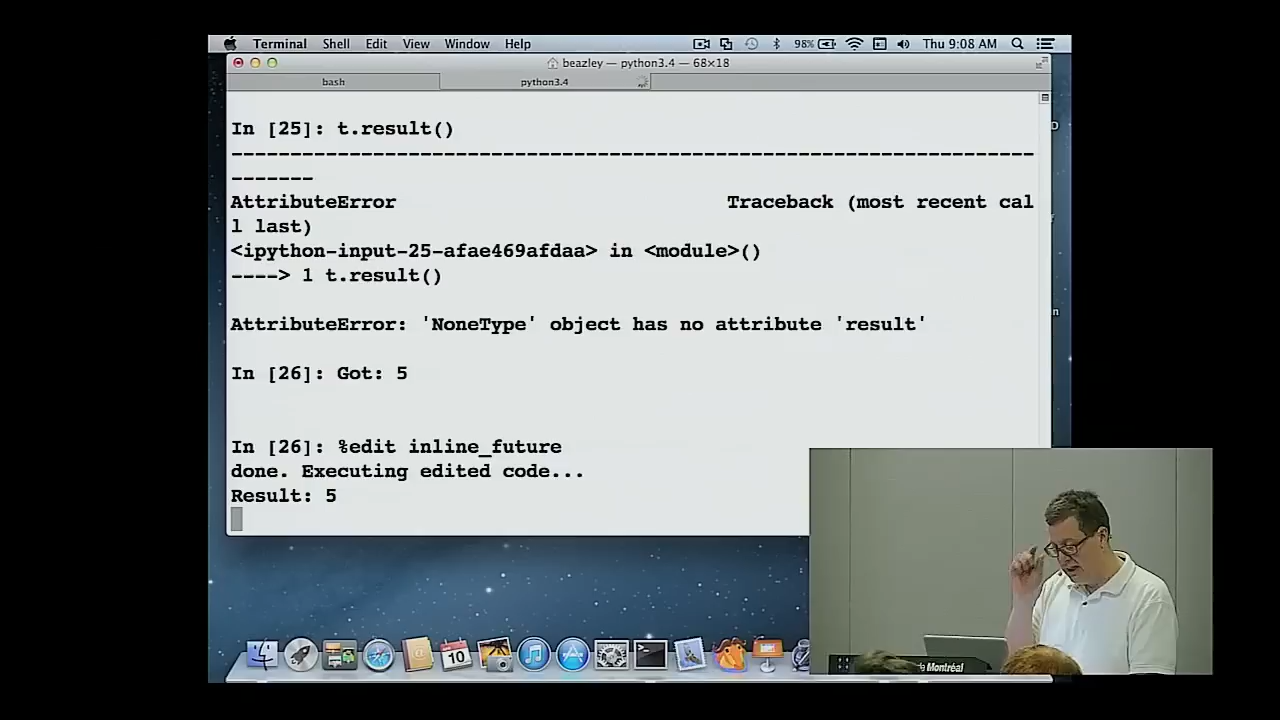 Terminal Shell Edit View Window Help 98% Thu 9:08 AM
beazley — python3.4 — 68×18
bash python3.4
In [25]: t.result()
---------------------------------------------------------------------
-------
AttributeError Traceback (most recent cal
l last)
<ipython-input-25-afae469afdaa> in <module>()
----> 1 t.result()
AttributeError: 'NoneType' object has no attribute 'result'
In [26]: Got: 5
In [26]: %edit inline_future
done. Executing edited code...
Result: 5
10
de Montréal